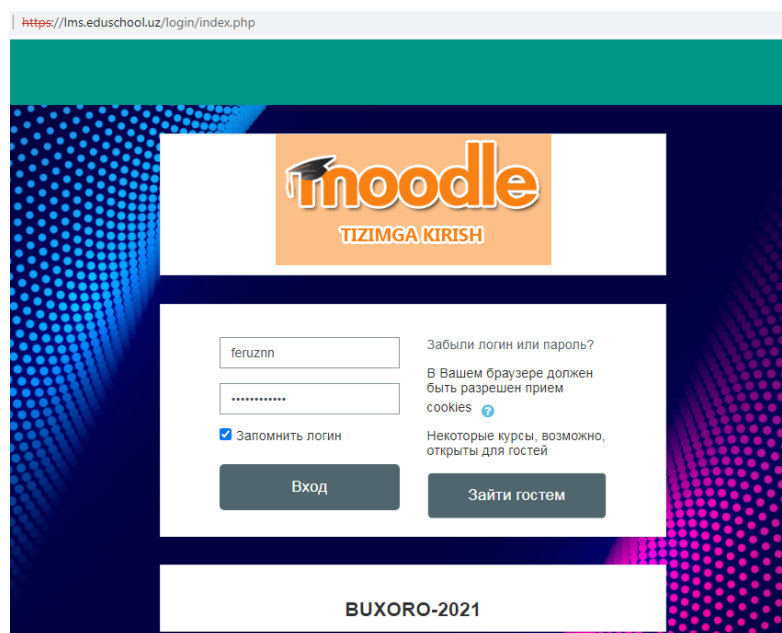 https://lms.eduschool.uz/login/index.php
moodle
TIZIMGA KIRISH
feruznn
••••••••••••
Запомнить логин
Вход
Забыли логин или пароль?
В Вашем браузере должен
быть разрешен прием
cookies ?
Некоторые курсы, возможно,
открыты для гостей
Зайти гостем
BUXORO-2021